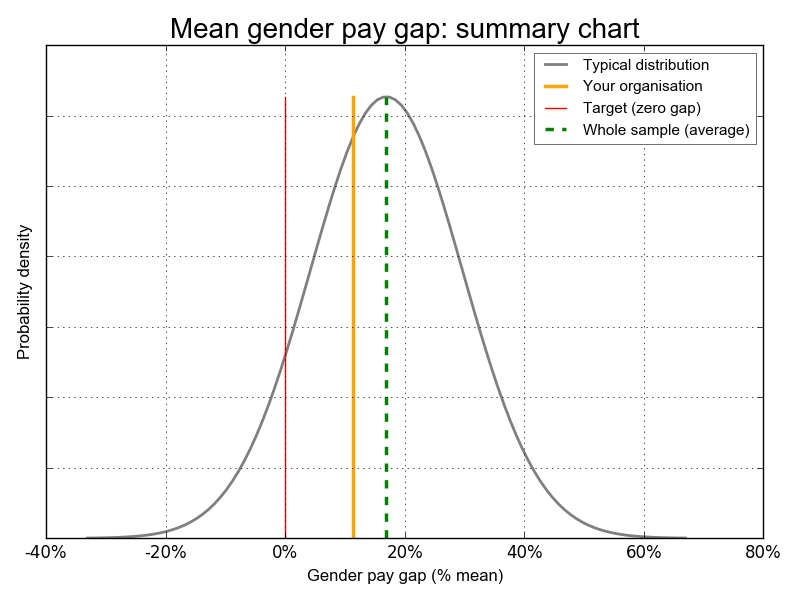 Mean gender pay gap: summary chart
Typical distribution
Your organisation
Target (zero gap)
Whole sample (average)
Probability density
-40% -20% 0% 20% 40% 60% 80%
Gender pay gap (% mean)